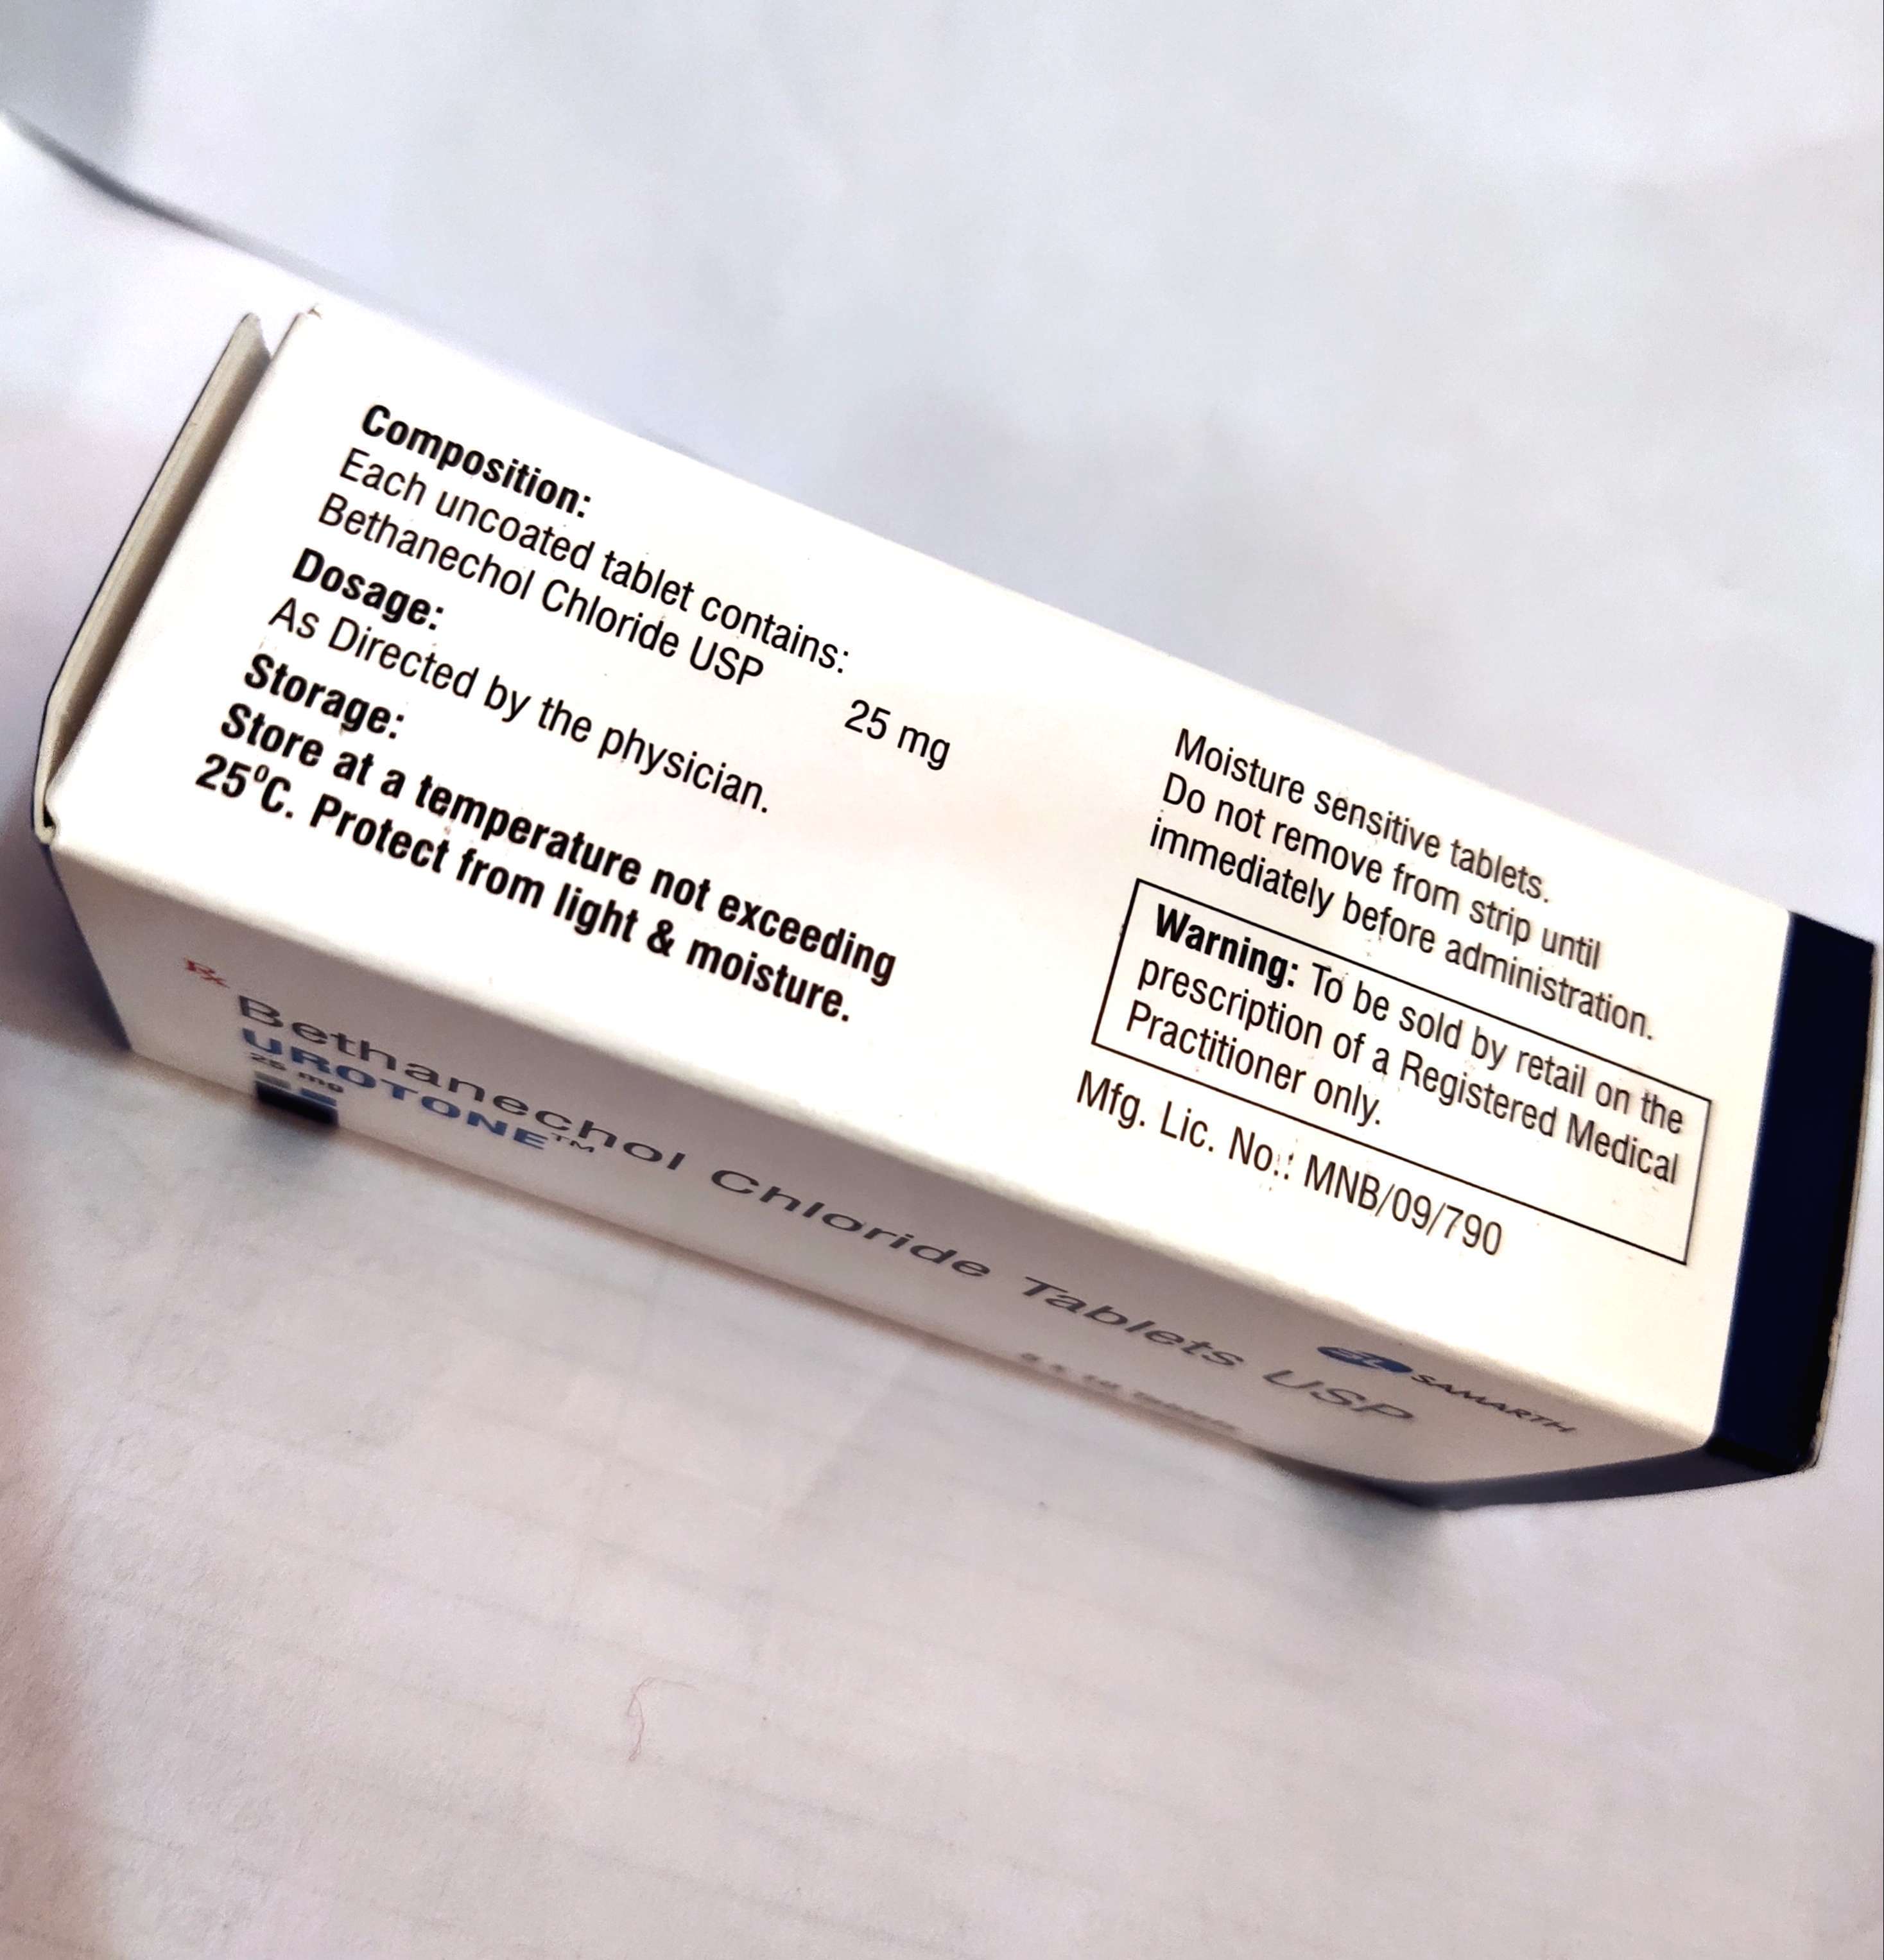 Composition:
Each uncoated tablet contains:
Bethanechol Chloride USP 25 mg
Dosage:
As Directed by the physician.
Storage:
Store at a temperature not exceeding
25ºC. Protect from light & moisture.
Moisture sensitive tablets.
Do not remove from strip until
immediately before administration.
Warning: To be sold by retail on the
prescription of a Registered Medical
Practitioner only.
Mfg. Lic. No.: MNB/09/790
Rx
Bethanechol Chloride Tablets USP
UROTONE™
25 mg
SAMARTH